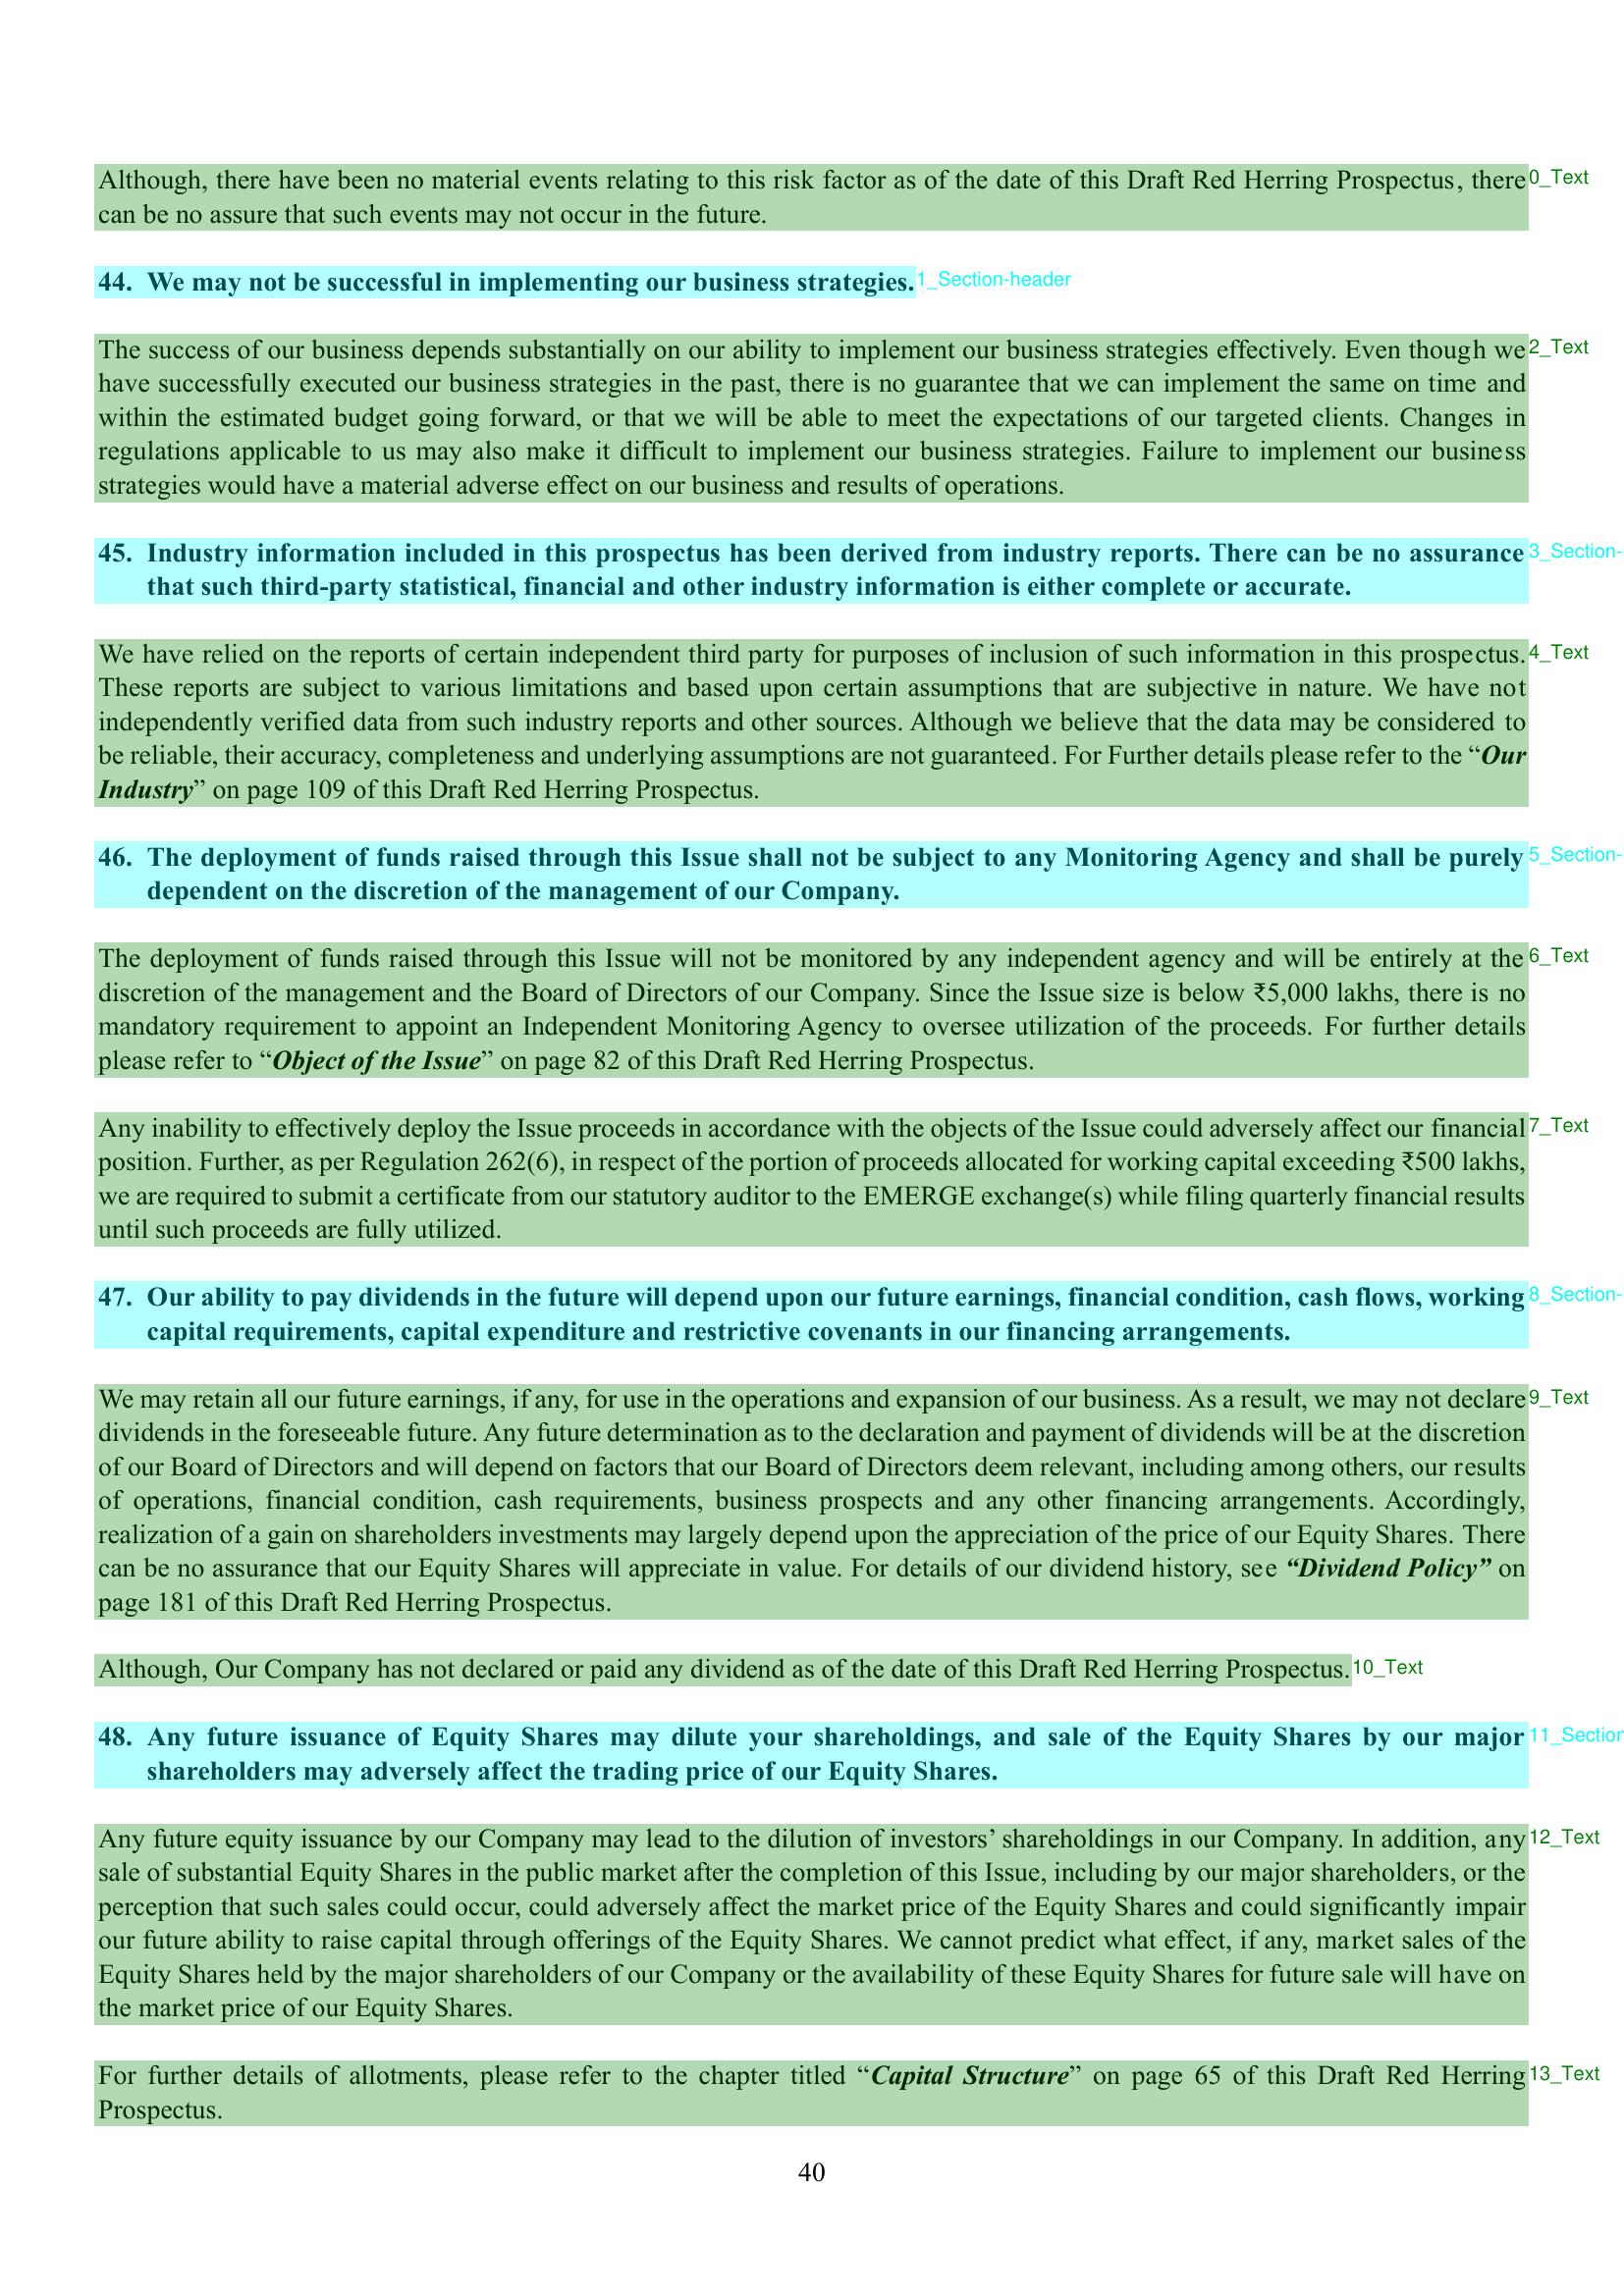 Although, there have been no material events relating to this risk factor as of the date of this Draft Red Herring Prospectus, there
0_Text
can be no assure that such events may not occur in the future.
44. We may not be successful in implementing our business strategies.
1_Section-header
The success of our business depends substantially on our ability to implement our business strategies effectively. Even though we
2_Text
have successfully executed our business strategies in the past, there is no guarantee that we can implement the same on time and
within the estimated budget going forward, or that we will be able to meet the expectations of our targeted clients. Changes in
regulations applicable to us may also make it difficult to implement our business strategies. Failure to implement our business
strategies would have a material adverse effect on our business and results of operations.
45. Industry information included in this prospectus has been derived from industry reports. There can be no assurance
3_Section-
that such third-party statistical, financial and other industry information is either complete or accurate.
We have relied on the reports of certain independent third party for purposes of inclusion of such information in this prospectus.
4_Text
These reports are subject to various limitations and based upon certain assumptions that are subjective in nature. We have not
independently verified data from such industry reports and other sources. Although we believe that the data may be considered to
be reliable, their accuracy, completeness and underlying assumptions are not guaranteed. For Further details please refer to the “Our
Industry” on page 109 of this Draft Red Herring Prospectus.
46. The deployment of funds raised through this Issue shall not be subject to any Monitoring Agency and shall be purely
5_Section-
dependent on the discretion of the management of our Company.
The deployment of funds raised through this Issue will not be monitored by any independent agency and will be entirely at the
6_Text
discretion of the management and the Board of Directors of our Company. Since the Issue size is below ₹5,000 lakhs, there is no
mandatory requirement to appoint an Independent Monitoring Agency to oversee utilization of the proceeds. For further details
please refer to “Object of the Issue” on page 82 of this Draft Red Herring Prospectus.
Any inability to effectively deploy the Issue proceeds in accordance with the objects of the Issue could adversely affect our financial
7_Text
position. Further, as per Regulation 262(6), in respect of the portion of proceeds allocated for working capital exceeding ₹500 lakhs,
we are required to submit a certificate from our statutory auditor to the EMERGE exchange(s) while filing quarterly financial results
until such proceeds are fully utilized.
47. Our ability to pay dividends in the future will depend upon our future earnings, financial condition, cash flows, working
8_Section-
capital requirements, capital expenditure and restrictive covenants in our financing arrangements.
We may retain all our future earnings, if any, for use in the operations and expansion of our business. As a result, we may not declare
9_Text
dividends in the foreseeable future. Any future determination as to the declaration and payment of dividends will be at the discretion
of our Board of Directors and will depend on factors that our Board of Directors deem relevant, including among others, our results
of operations, financial condition, cash requirements, business prospects and any other financing arrangements. Accordingly,
realization of a gain on shareholders investments may largely depend upon the appreciation of the price of our Equity Shares. There
can be no assurance that our Equity Shares will appreciate in value. For details of our dividend history, see “Dividend Policy” on
page 181 of this Draft Red Herring Prospectus.
Although, Our Company has not declared or paid any dividend as of the date of this Draft Red Herring Prospectus.
10_Text
48. Any future issuance of Equity Shares may dilute your shareholdings, and sale of the Equity Shares by our major
11_Section
shareholders may adversely affect the trading price of our Equity Shares.
Any future equity issuance by our Company may lead to the dilution of investors’ shareholdings in our Company. In addition, any
12_Text
sale of substantial Equity Shares in the public market after the completion of this Issue, including by our major shareholders, or the
perception that such sales could occur, could adversely affect the market price of the Equity Shares and could significantly impair
our future ability to raise capital through offerings of the Equity Shares. We cannot predict what effect, if any, market sales of the
Equity Shares held by the major shareholders of our Company or the availability of these Equity Shares for future sale will have on
the market price of our Equity Shares.
For further details of allotments, please refer to the chapter titled “Capital Structure” on page 65 of this Draft Red Herring
13_Text
Prospectus.
40